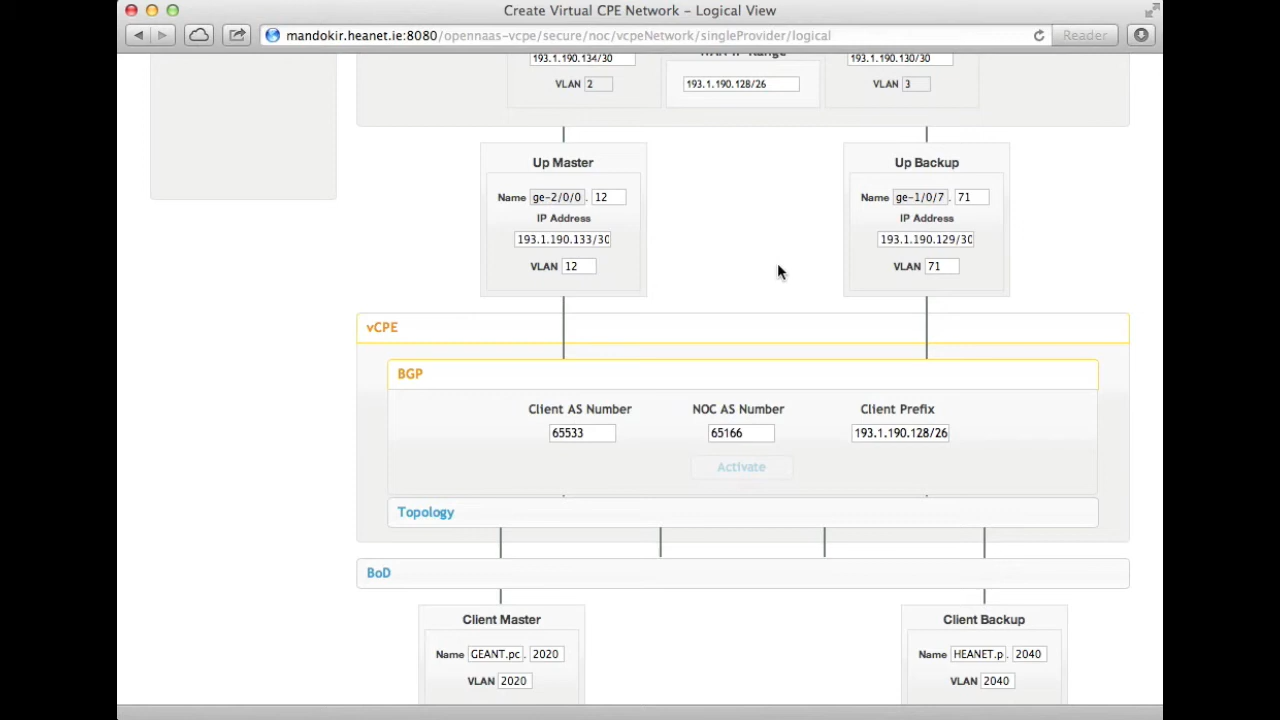 Create Virtual CPE Network – Logical View
mandokir.heanet.ie:8080/opennaas-vcpe/secure/noc/vcpeNetwork/singleProvider/logical
Reader
WAN IP Range
193.1.190.134/30
193.1.190.130/30
VLAN 2
193.1.190.128/26
VLAN 3
Up Master
Up Backup
Name ge-2/0/0 . 12
Name ge-1/0/7 . 71
IP Address
IP Address
193.1.190.133/30
193.1.190.129/30
VLAN 12
VLAN 71
vCPE
BGP
Client AS Number
NOC AS Number
Client Prefix
65533
65166
193.1.190.128/26
Activate
Topology
BoD
Client Master
Client Backup
Name GEANT.pc . 2020
Name HEANET.p . 2040
VLAN 2020
VLAN 2040